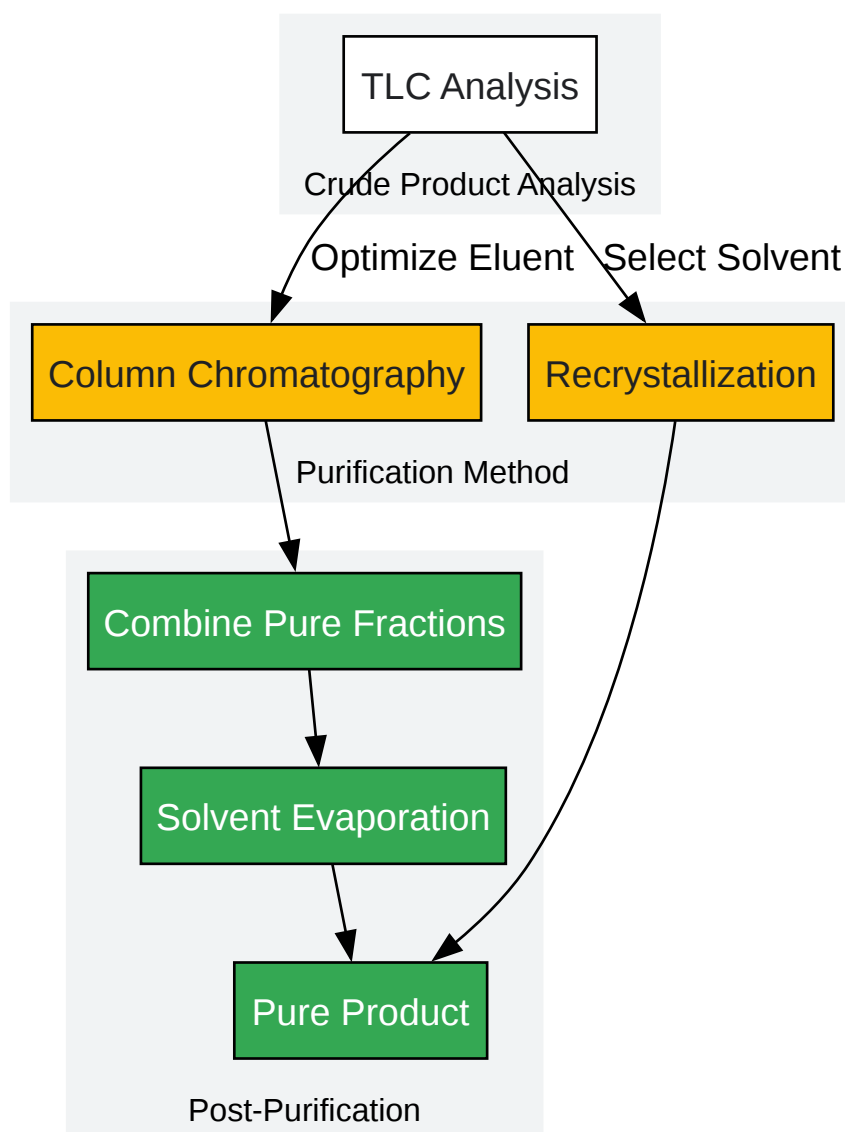 TLC Analysis
Crude Product Analysis
Optimize Eluent
Select Solvent
Column Chromatography
Recrystallization
Purification Method
Combine Pure Fractions
Solvent Evaporation
Pure Product
Post-Purification